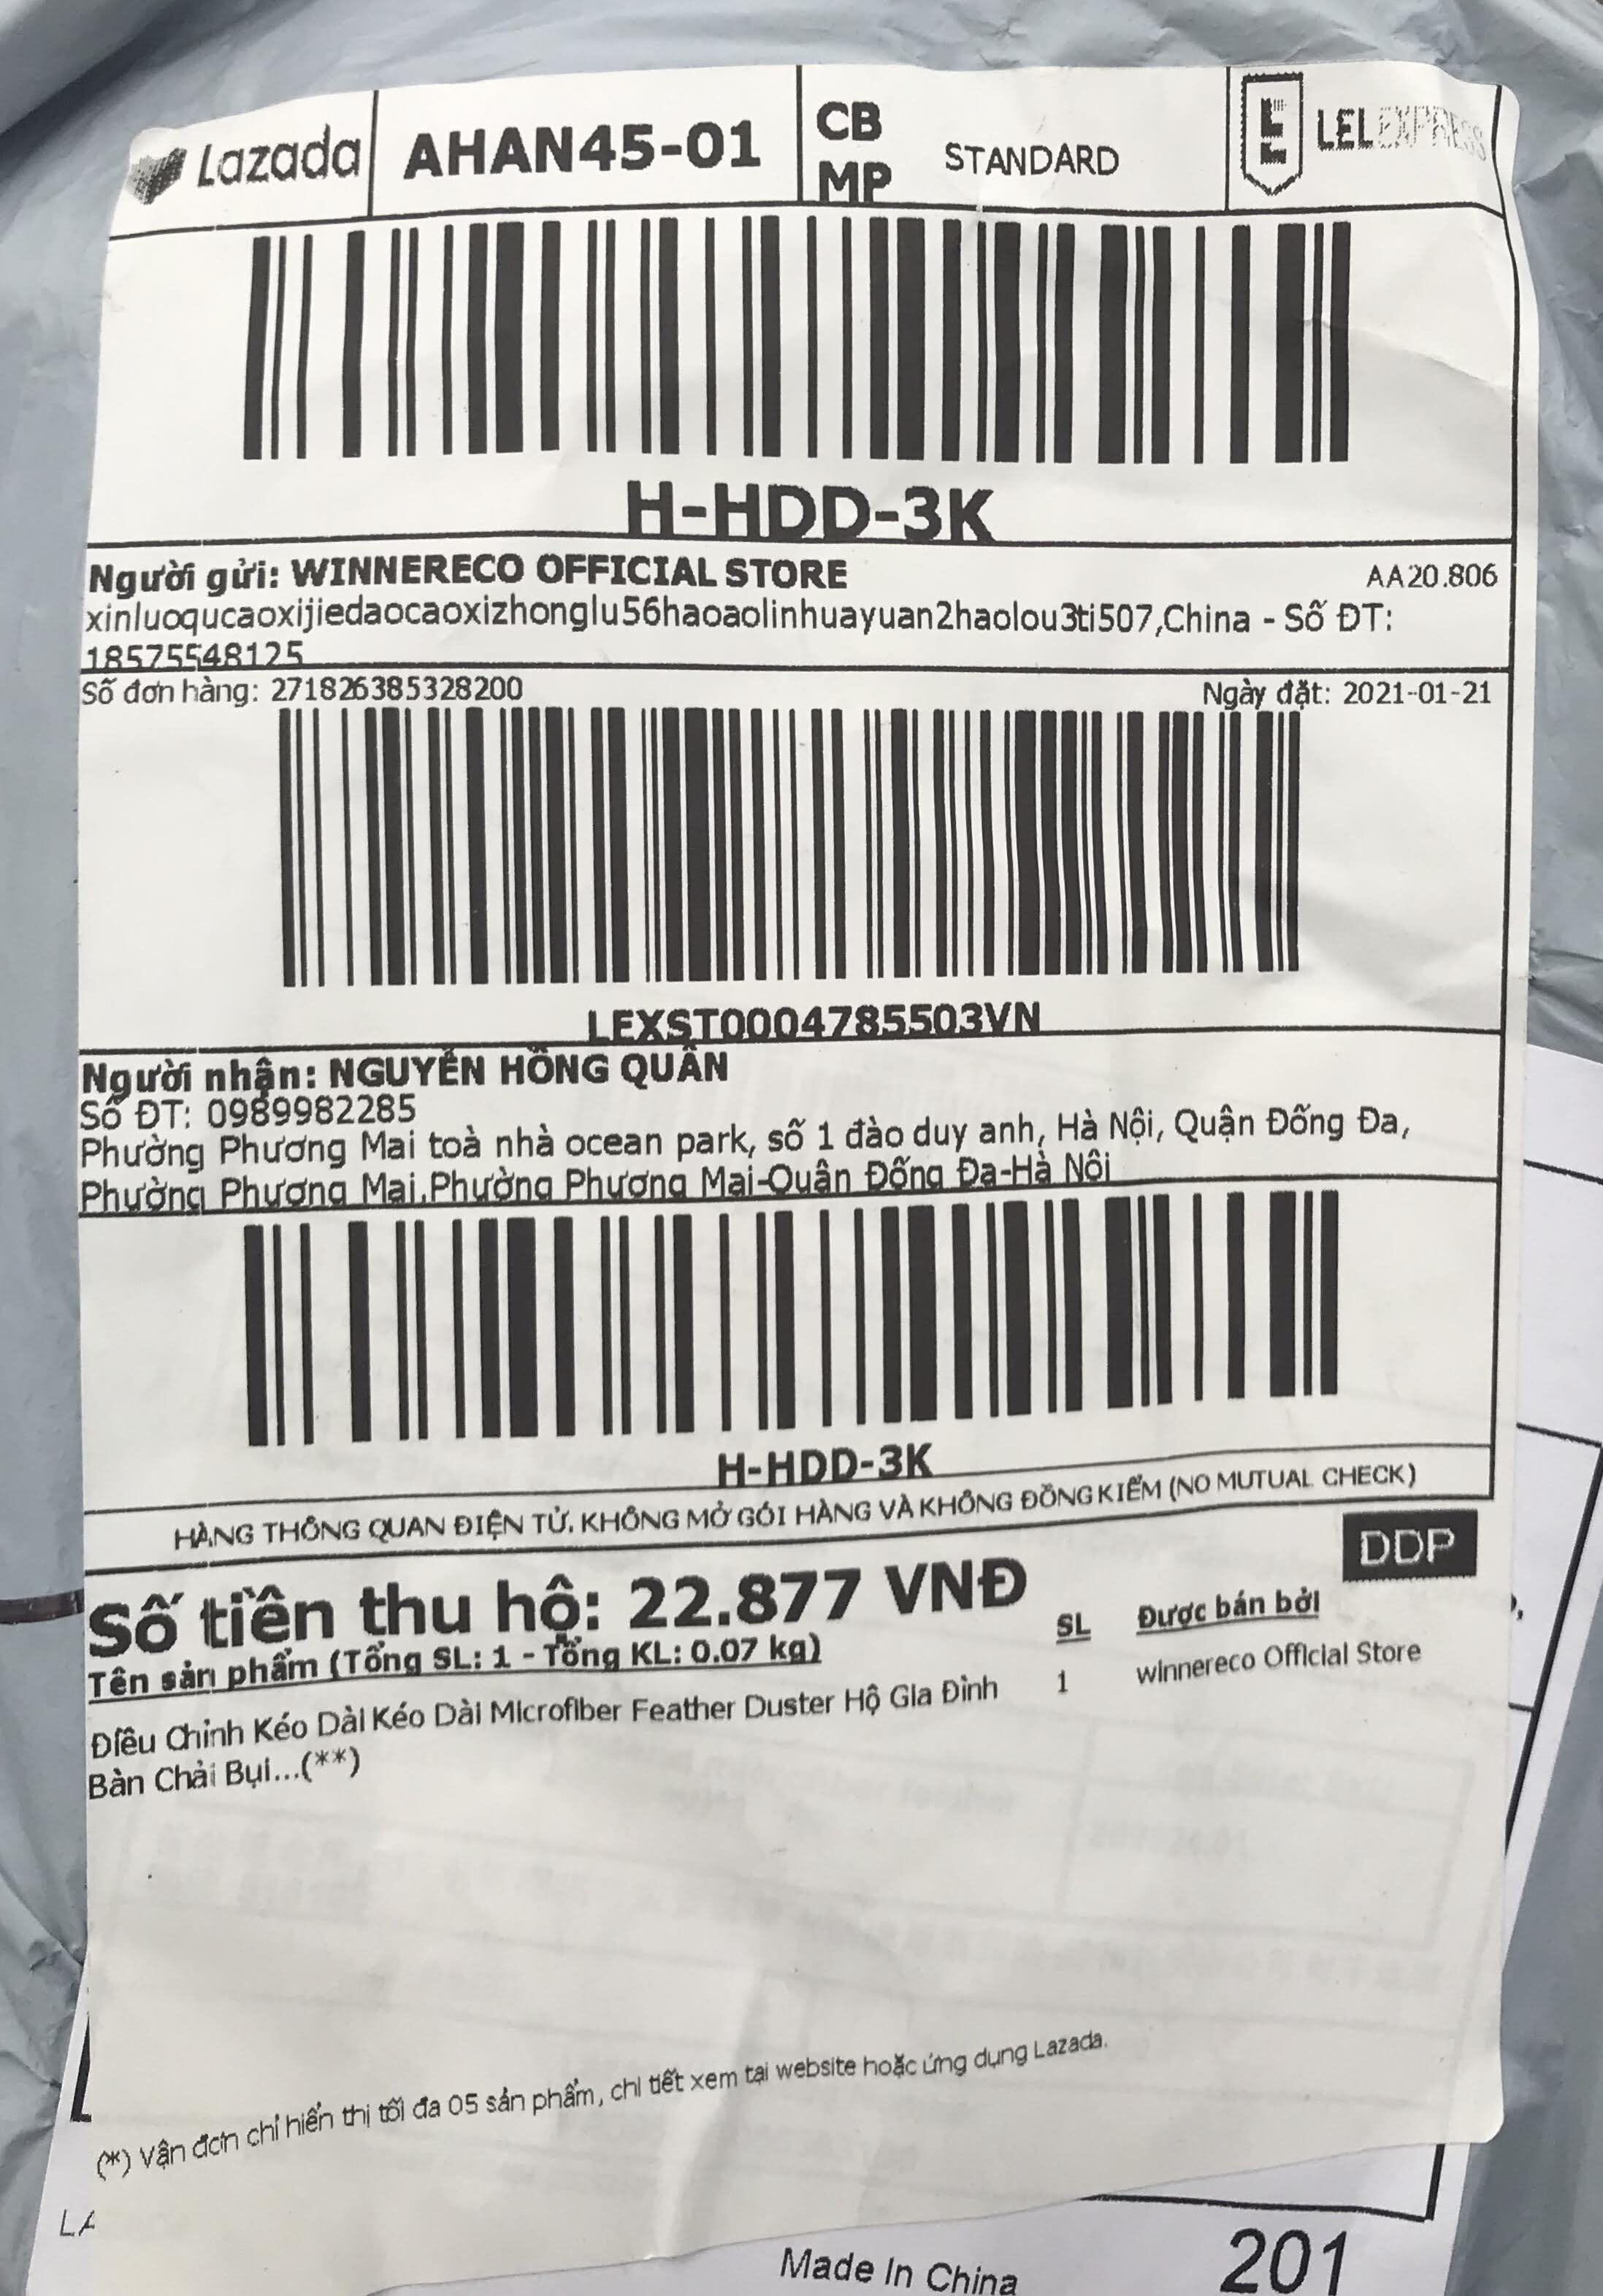 Lazada
AHAN45-01
CB
MP
STANDARD
LEL EXPRESS
H-HDD-3K
Người gửi: WINNERECO OFFICIAL STORE
AA20.806
xinluoqucaoxijiedaocaoxizhonglu56haoaolinhuayuan2haolou3ti507,China - Số ĐT:
18575548125
Số đơn hàng: 271826385328200
Ngày đặt: 2021-01-21
LEXST0004785503VN
Người nhận: NGUYỄN HỒNG QUÂN
Số ĐT: 0989982285
Phường Phương Mai toà nhà ocean park, số 1 đào duy anh, Hà Nội, Quận Đống Đa,
Phường Phương Mai,Phường Phương Mai-Quận Đống Đa-Hà Nội
H-HDD-3K
HÀNG THÔNG QUAN ĐIỆN TỬ, KHÔNG MỞ GÓI HÀNG VÀ KHÔNG ĐỒNG KIỂM (NO MUTUAL CHECK)
DDP
Số tiền thu hộ: 22.877 VNĐ
Tên sản phẩm (Tổng SL: 1 - Tổng KL: 0.07 kg)
SL
Được bán bởi
Điều Chỉnh Kéo Dài Kéo Dài Microfiber Feather Duster Hộ Gia Đình
1
winnereco Official Store
Bàn Chải Bụi...(**)
(*) Vận đơn chỉ hiển thị tối đa 05 sản phẩm, chi tiết xem tại website hoặc ứng dụng Lazada.
LA
Made In China
201